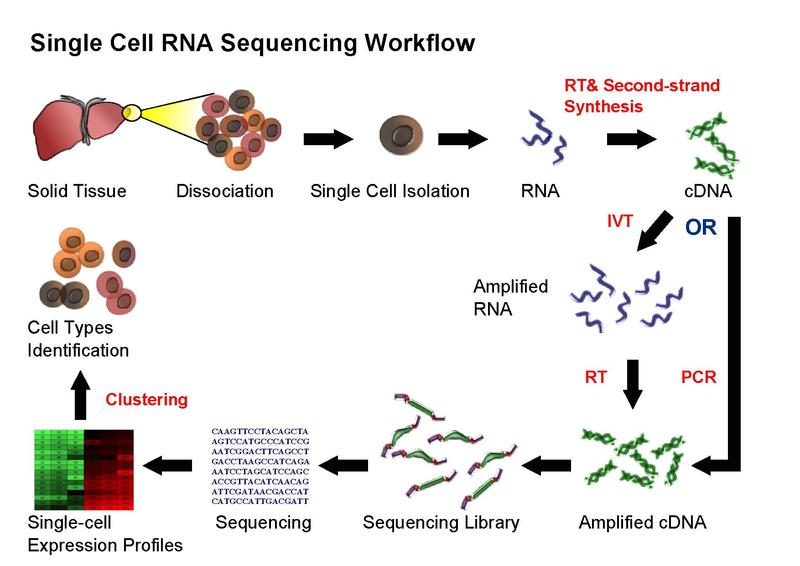 Single Cell RNA Sequencing Workflow
RT& Second-strand
Synthesis
Solid Tissue
Dissociation
Single Cell Isolation
RNA
cDNA
IVT
OR
Amplified
RNA
Cell Types
Identification
RT
PCR
Clustering
CAAGTTCCTACAGCTA
AGTCCATGCCCATCCG
AATCGGACTTCAGCCT
GACCTAAGCCATCAGA
AATCCTAGCATCCAGC
ACCGTTACATCAACAG
ATTCGATAACGACCAT
CATGCCATTGACGATT
Single-cell
Expression Profiles
Sequencing
Sequencing Library
Amplified cDNA